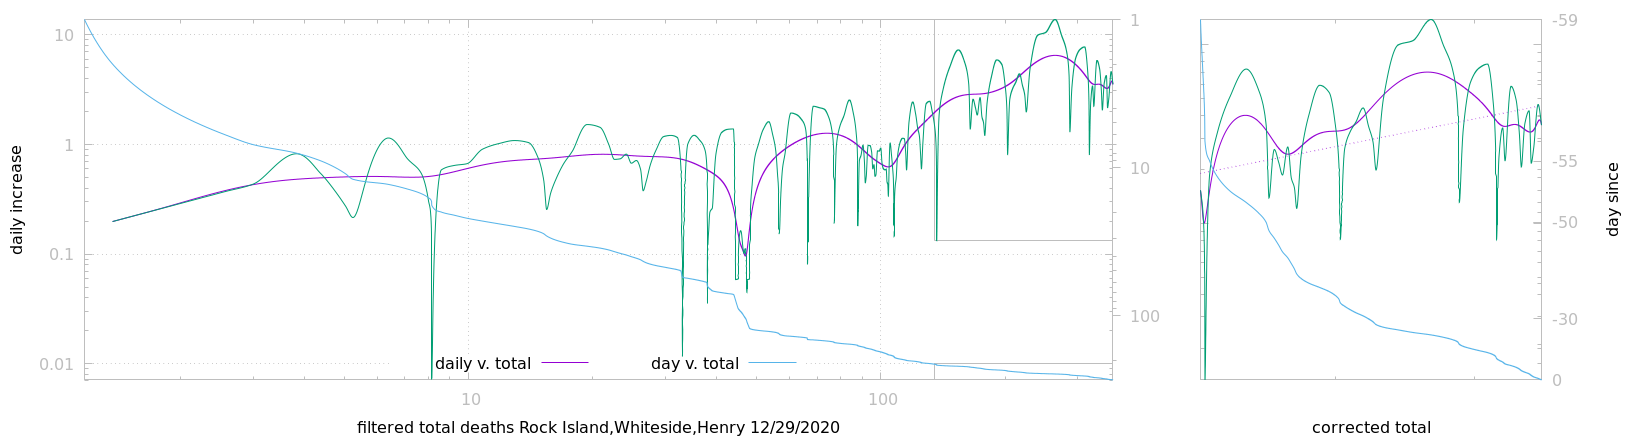 10
1
0.1
0.01
daily increase
daily v. total
day v. total
10
100
filtered total deaths Rock Island,Whiteside,Henry 12/29/2020
1
10
100
-59
-55
-50
-30
0
day since
corrected total